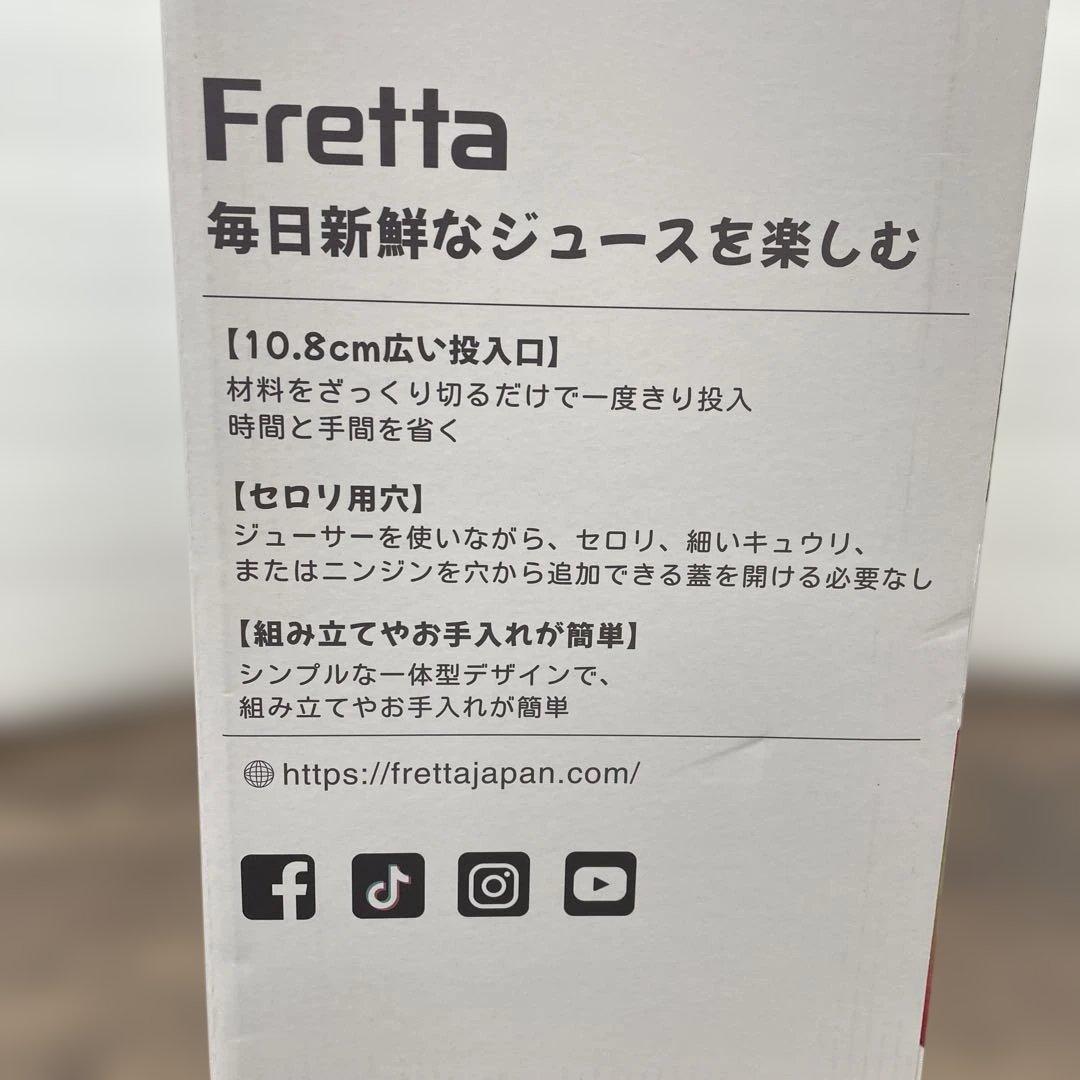 Fretta
毎日新鮮なジュースを楽しむ
【10.8cm広い投入口】
材料をざっくり切るだけで一度きり投入
時間と手間を省く
【セロリ用穴】
ジューサーを使いながら、セロリ、細いキュウリ、
またはニンジンを穴から追加できる蓋を開ける必要なし
【組み立てやお手入れが簡単】
シンプルな一体型デザインで、
組み立てやお手入れが簡単
https://frettajapan.com/